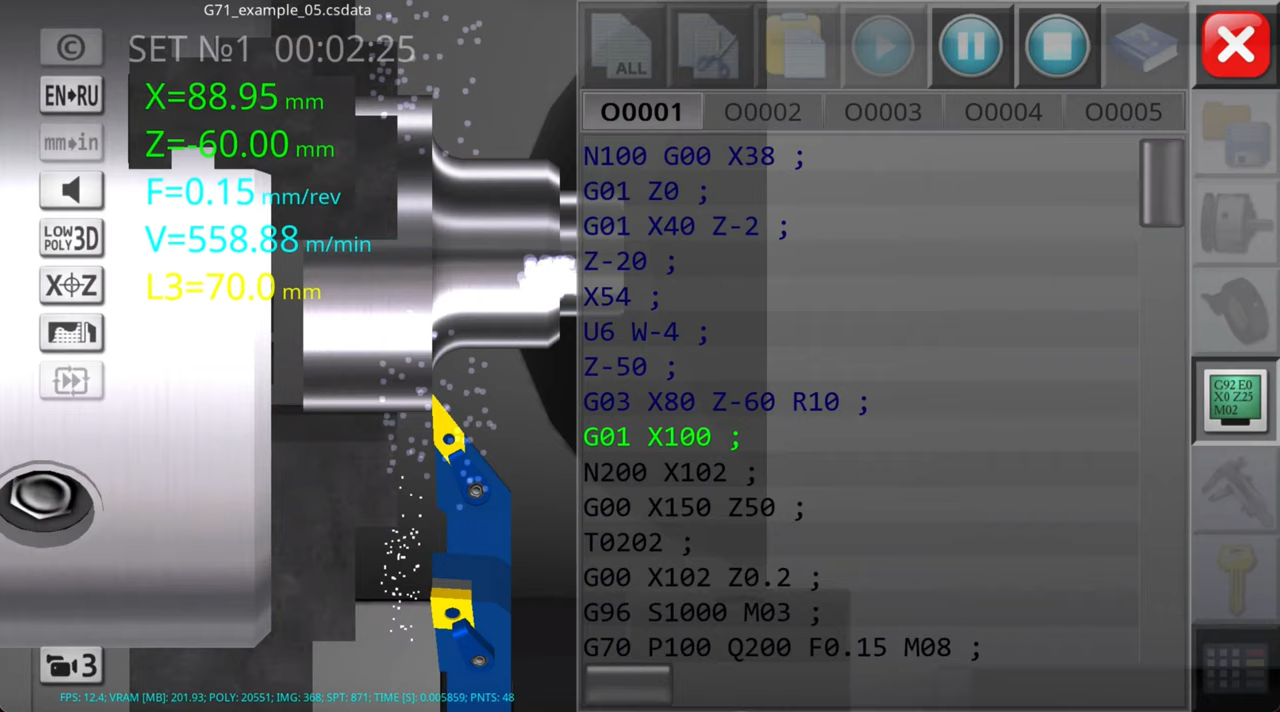 G71_example_05.csdata
©
SET №1 00:02:25
EN▸RU
X=88.95 mm
mm▸in
Z=-60.00 mm
F=0.15 mm/rev
LOW POLY 3D
V=558.88 m/min
X Z
L3=70.0 mm
3
FPS: 12.4; VRAM [MB]: 201.93; POLY: 20551; IMG: 368; SPT: 871; TIME [S]: 0.005859; PNTS: 48
ALL
O0001 O0002 O0003 O0004 O0005
N100 G00 X38 ;
G01 Z0 ;
G01 X40 Z-2 ;
Z-20 ;
X54 ;
U6 W-4 ;
Z-50 ;
G03 X80 Z-60 R10 ;
G01 X100 ;
N200 X102 ;
G00 X150 Z50 ;
T0202 ;
G00 X102 Z0.2 ;
G96 S1000 M03 ;
G70 P100 Q200 F0.15 M08 ;
G92 E0
X0 Z25
M02